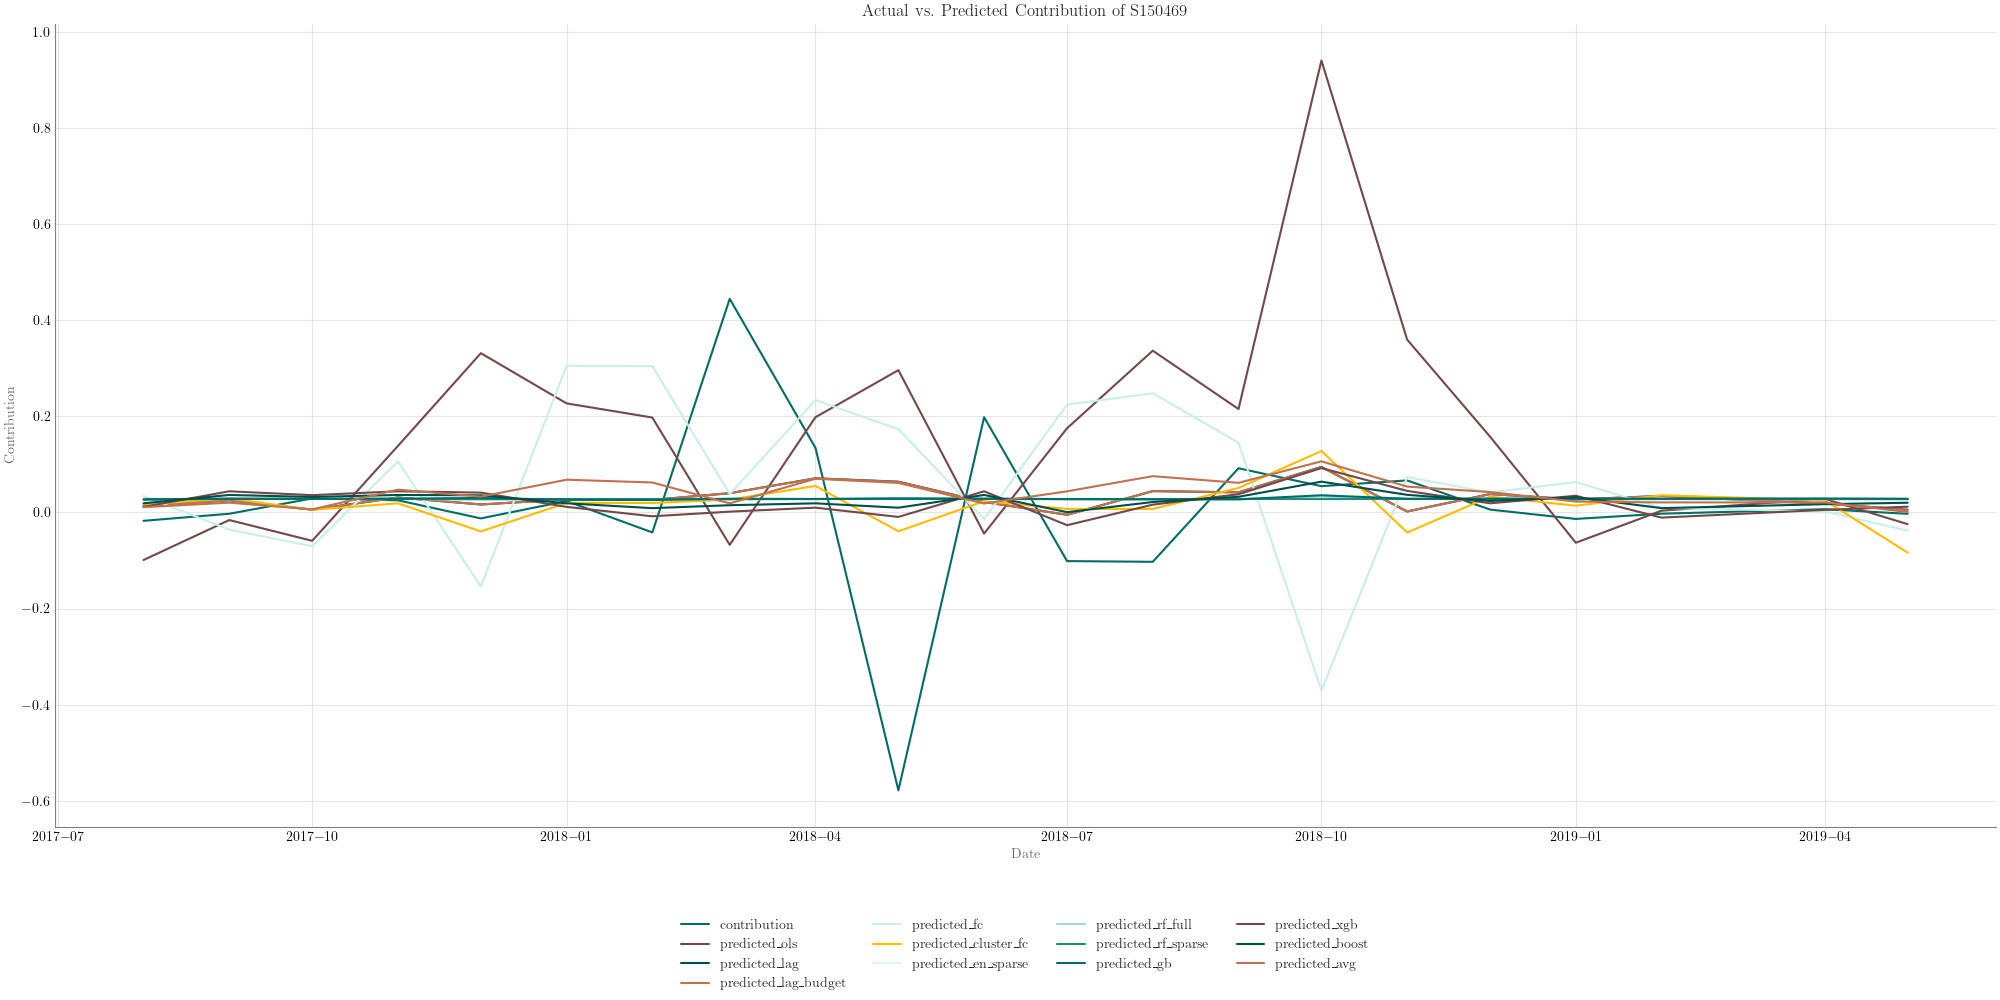 Actual vs. Predicted Contribution of S150469
1.0
0.8
0.6
0.4
0.2
0.0
−0.2
−0.4
−0.6
Contribution
2017−07 2017−10 2018−01 2018−04 2018−07 2018−10 2019−01 2019−04
Date
contribution predicted_fc predicted_rf_full predicted_xgb
predicted_ols predicted_cluster_fc predicted_rf_sparse predicted_boost
predicted_lag predicted_en_sparse predicted_gb predicted_avg
predicted_lag_budget